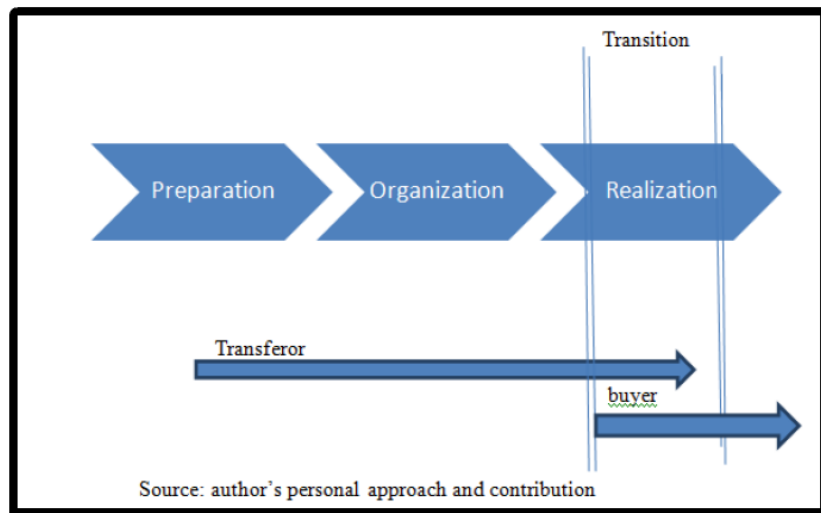 Transition
Preparation
Organization
Realization
Transferor
buyer
Source: author's personal approach and contribution